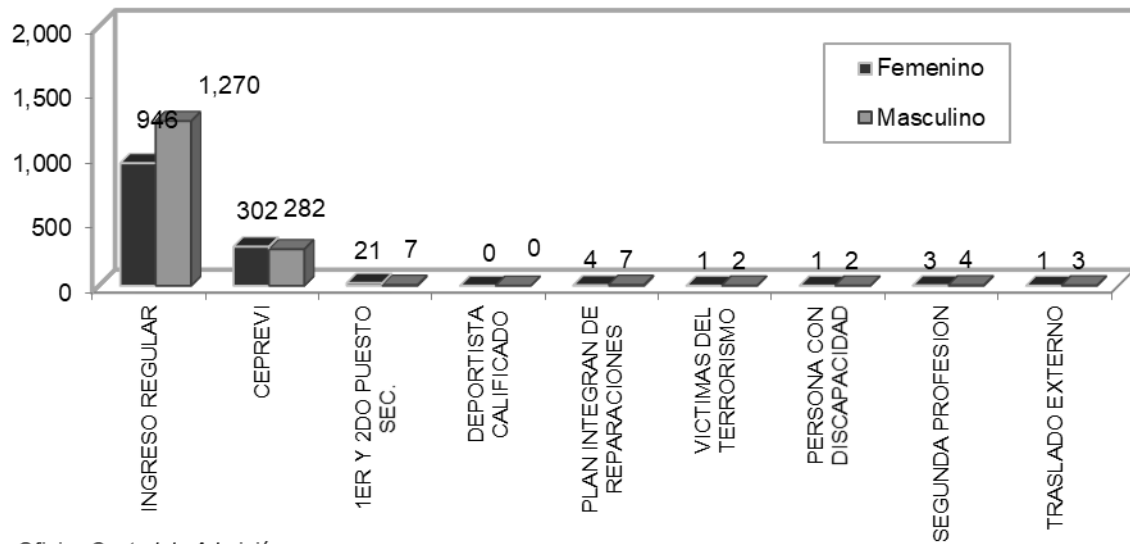 2,000
1,500
1,000
500
0
Femenino
Masculino
946
1,270
302
282
21
7
0
0
4
7
1
2
1
2
3
4
1
3
INGRESO REGULAR
CEPREVI
1ER Y 2DO PUESTO
SEC.
DEPORTISTA
CALIFICADO
PLAN INTEGRAN DE
REPARACIONES
VICTIMAS DEL
TERRORISMO
PERSONA CON
DISCAPACIDAD
SEGUNDA PROFESION
TRASLADO EXTERNO